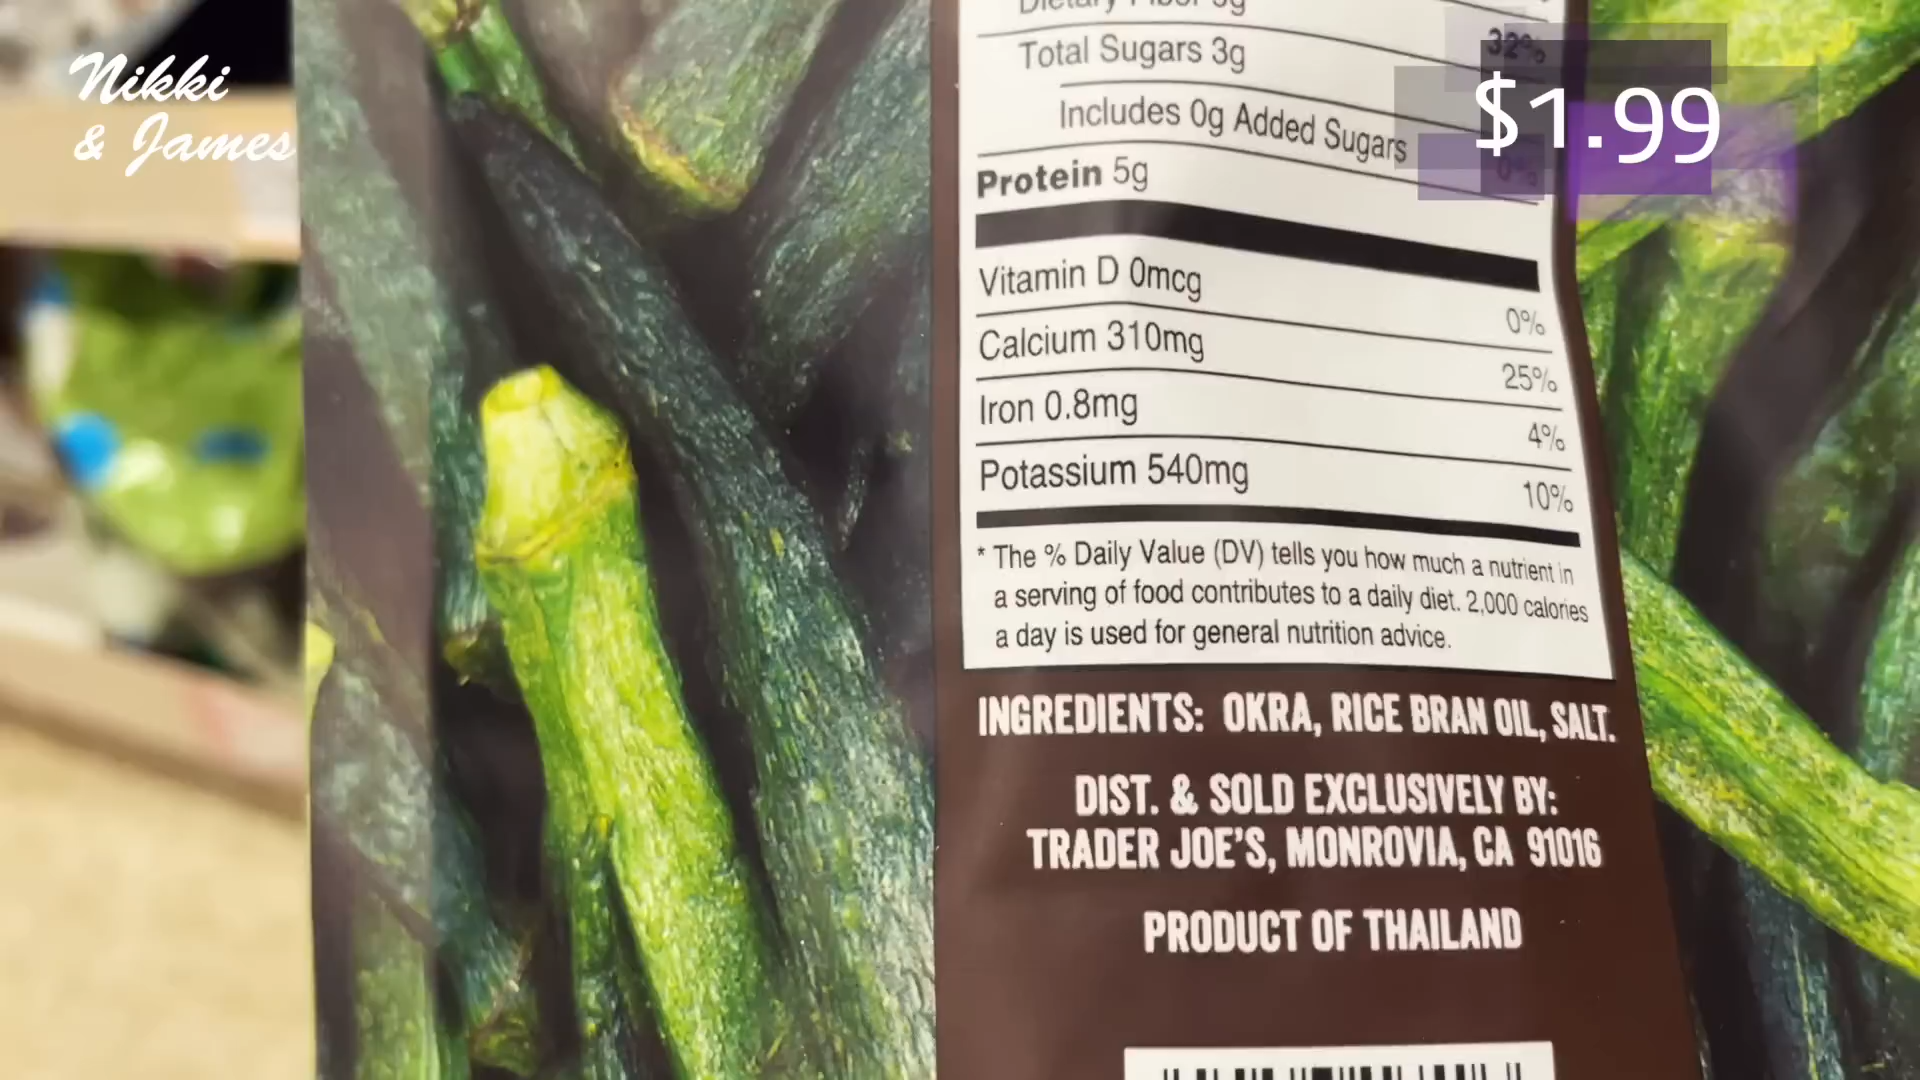 Nikki
& James
$1.99
Dietary Fiber 9g
32%
Total Sugars 3g
Includes 0g Added Sugars
0%
Protein 5g
Vitamin D 0mcg 0%
Calcium 310mg 25%
Iron 0.8mg 4%
Potassium 540mg 10%
* The % Daily Value (DV) tells you how much a nutrient in
a serving of food contributes to a daily diet. 2,000 calories
a day is used for general nutrition advice.
INGREDIENTS: OKRA, RICE BRAN OIL, SALT.
DIST. & SOLD EXCLUSIVELY BY:
TRADER JOE'S, MONROVIA, CA 91016
PRODUCT OF THAILAND